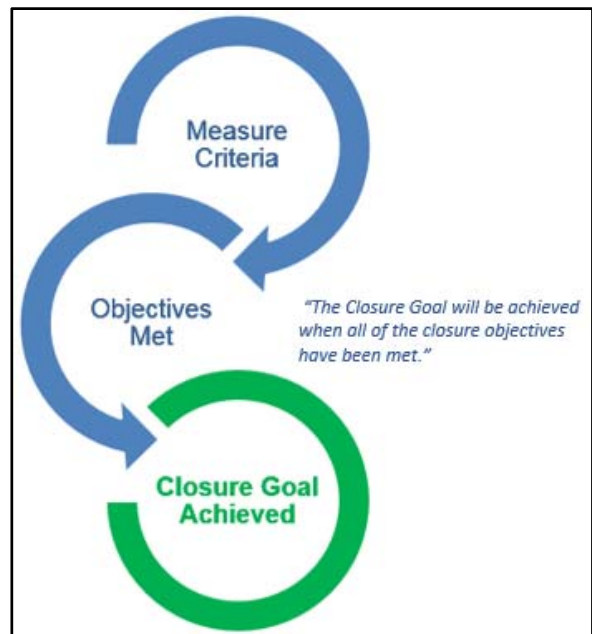 Measure
Criteria
Objectives
Met
"The Closure Goal will be achieved
when all of the closure objectives
have been met."
Closure Goal
Achieved